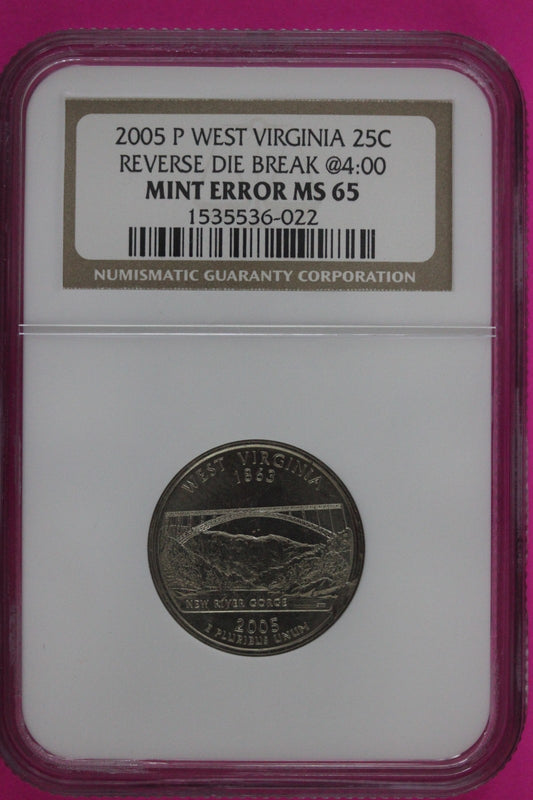 2005 P WEST VIRGINIA 25C
REVERSE DIE BREAK @4:00
MINT ERROR MS 65
1535536-022
NUMISMATIC GUARANTY CORPORATION
WEST VIRGINIA
1863
NEW RIVER GORGE
2005
E PLURIBUS UNUM